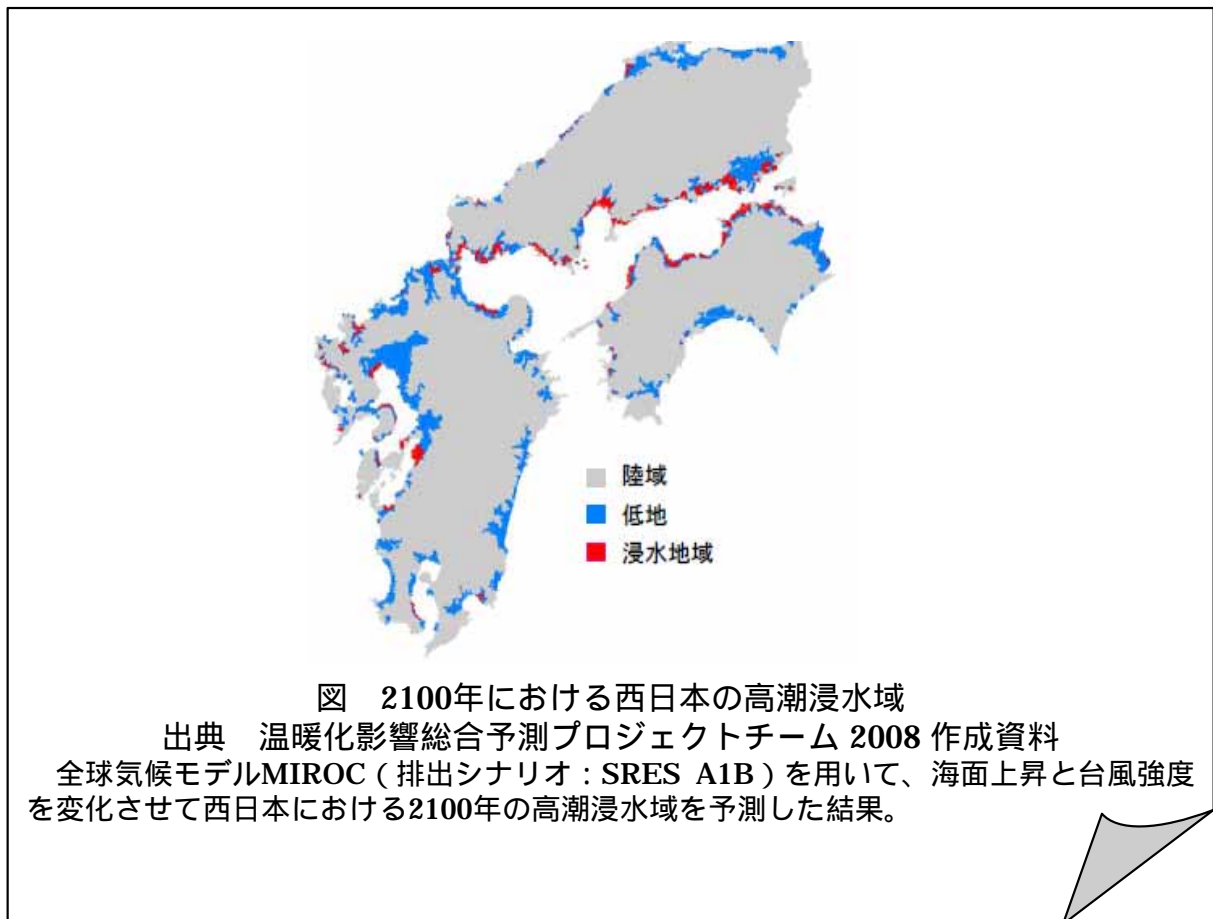 陸域
低地
浸水地域
図　2100年における西日本の高潮浸水域
出典　温暖化影響総合予測プロジェクトチーム 2008 作成資料
全球気候モデルMIROC（排出シナリオ：SRES A1B）を用いて、海面上昇と台風強度
を変化させて西日本における2100年の高潮浸水域を予測した結果。